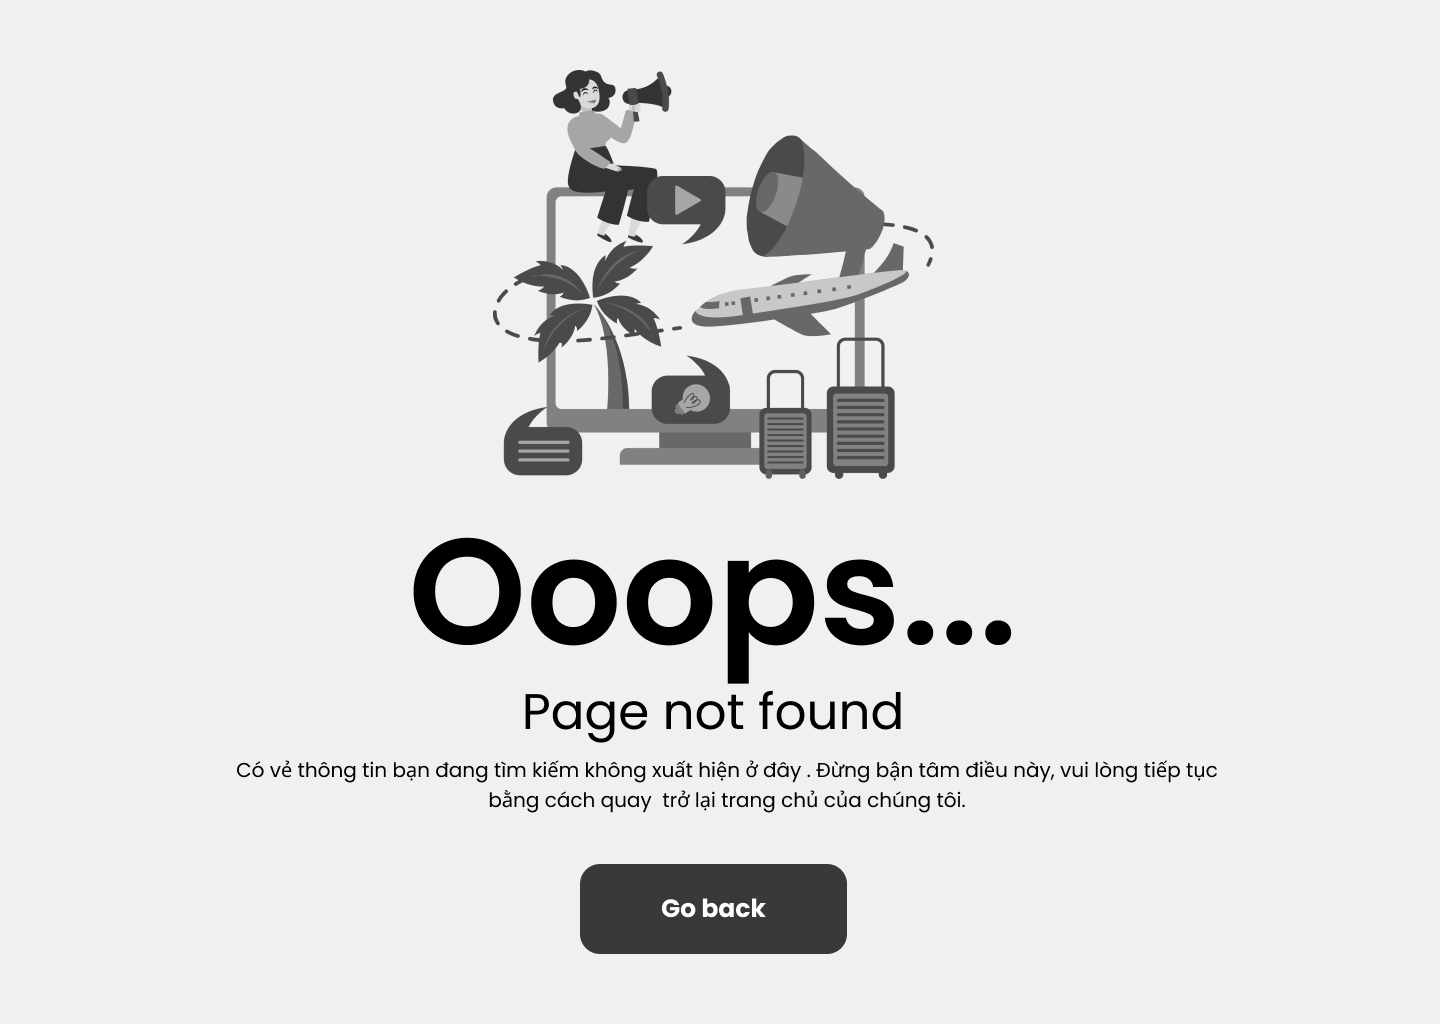 Ooops...
Page not found
Có vẻ thông tin bạn đang tìm kiếm không xuất hiện ở đây . Đừng bận tâm điều này, vui lòng tiếp tục
bằng cách quay  trở lại trang chủ của chúng tôi.
Go back